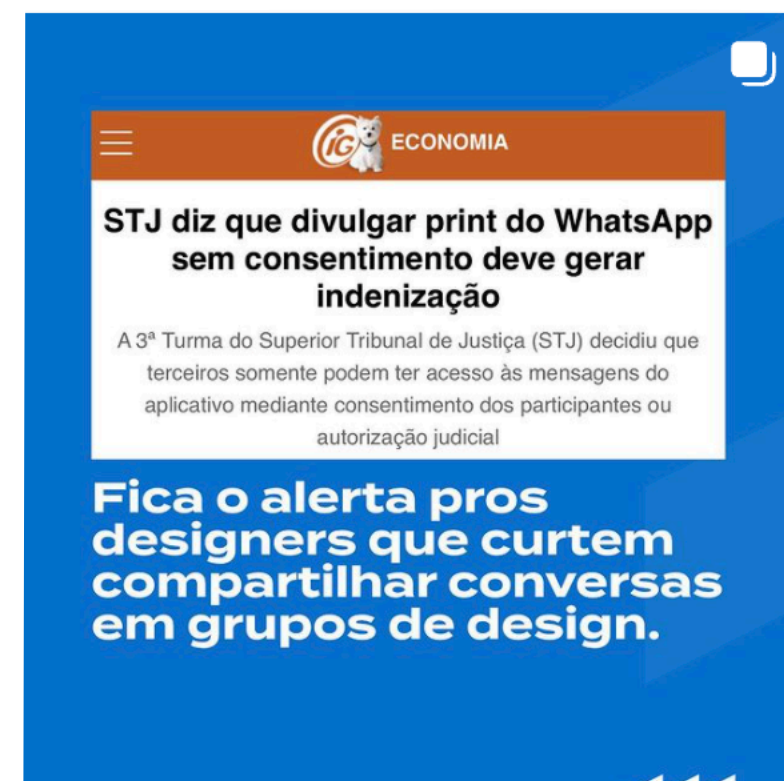 iG ECONOMIA
STJ diz que divulgar print do WhatsApp
sem consentimento deve gerar
indenização
A 3ª Turma do Superior Tribunal de Justiça (STJ) decidiu que
terceiros somente podem ter acesso às mensagens do
aplicativo mediante consentimento dos participantes ou
autorização judicial
Fica o alerta pros
designers que curtem
compartilhar conversas
em grupos de design.